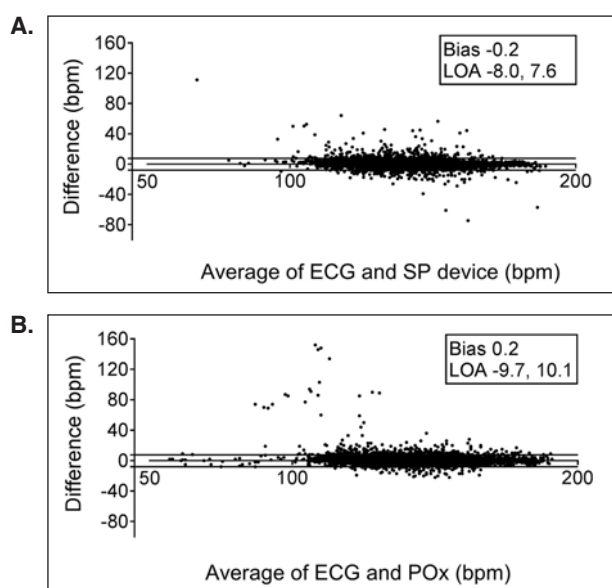 A.
Difference (bpm)
160
120
80
40
0
-40
-80
50
100
200
Bias -0.2
LOA -8.0, 7.6
Average of ECG and SP device (bpm)
B.
Difference (bpm)
160
120
80
40
0
-40
-80
50
100
200
Bias 0.2
LOA -9.7, 10.1
Average of ECG and POx (bpm)